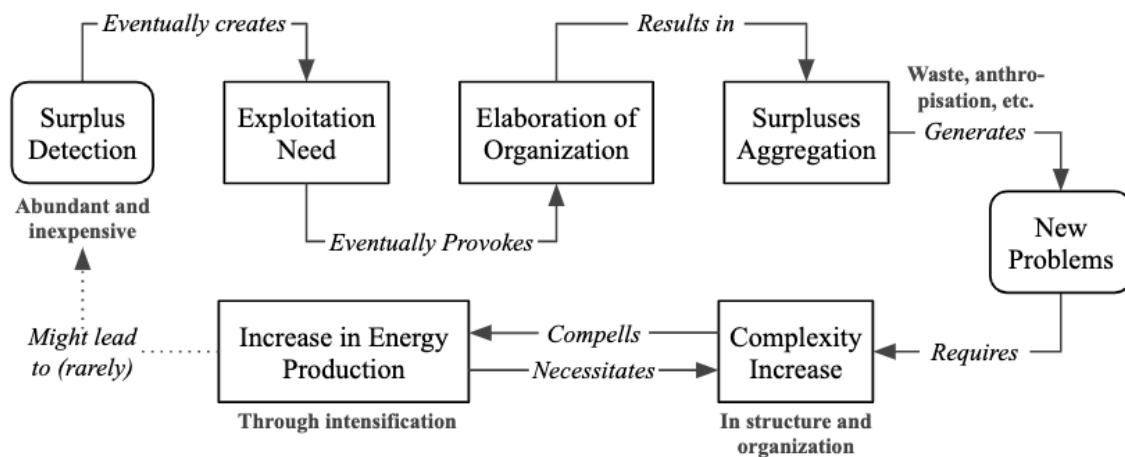 Eventually creates
Results in
Surplus
Detection
Exploitation
Need
Elaboration of
Organization
Surpluses
Aggregation
Waste, anthro-
pisation, etc.
Generates
Abundant and
inexpensive
Eventually Provokes
New
Problems
Might lead
to (rarely)
Increase in Energy
Production
Compells
Necessitates
Complexity
Increase
Requires
Through intensification
In structure and
organization